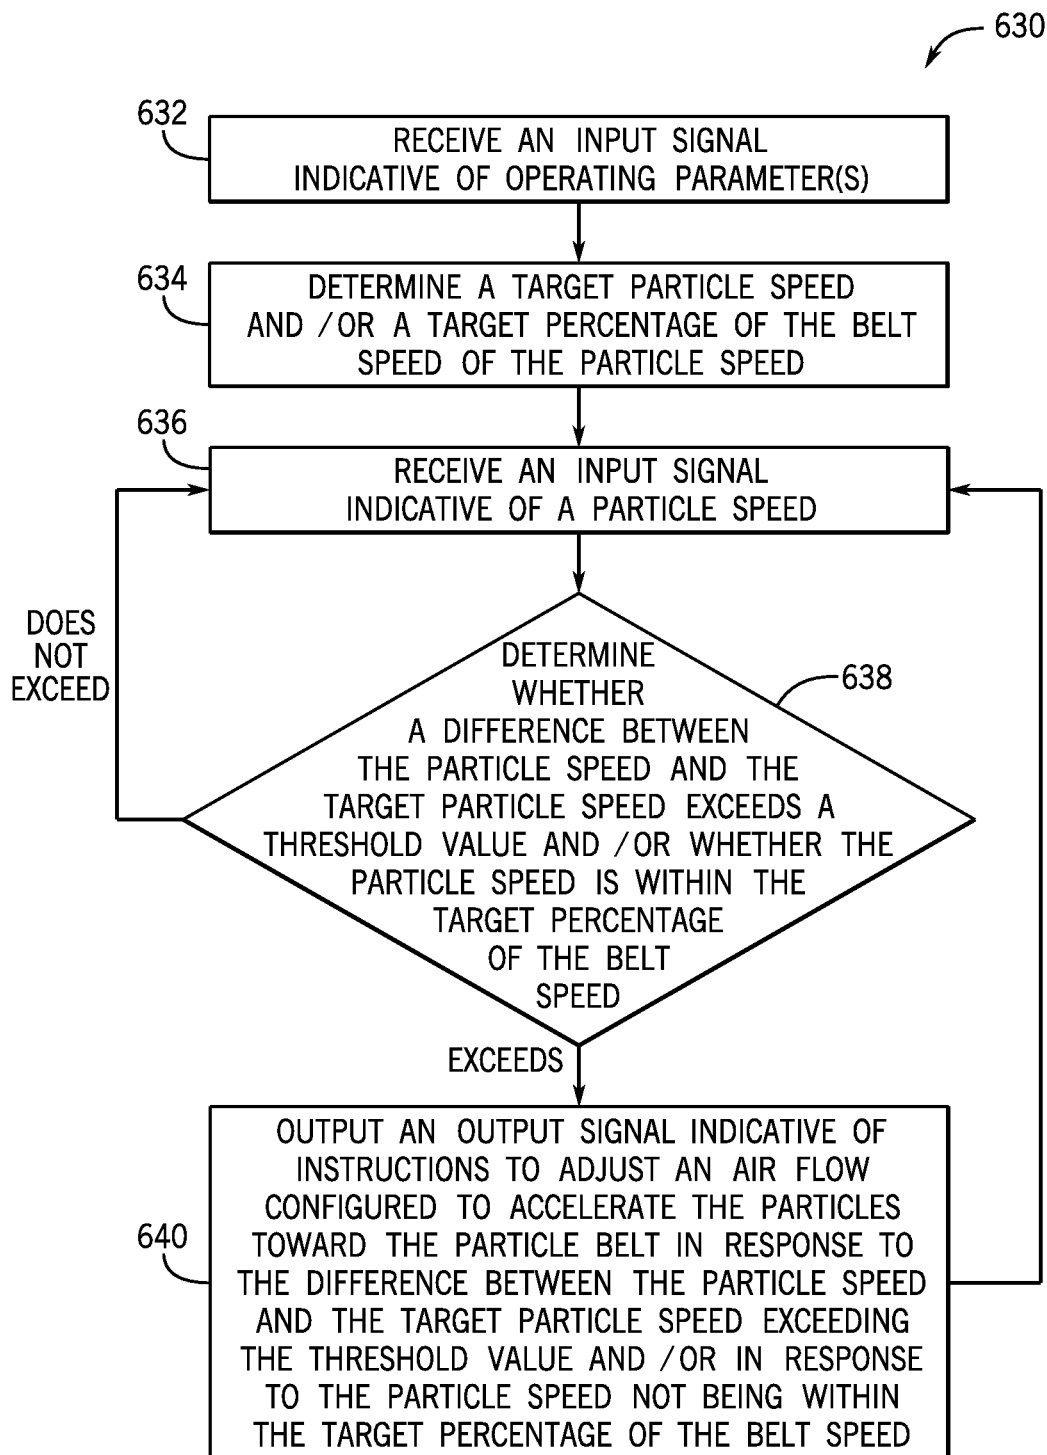 630
632
RECEIVE AN INPUT SIGNAL
INDICATIVE OF OPERATING PARAMETER(S)
634
DETERMINE A TARGET PARTICLE SPEED
AND /OR A TARGET PERCENTAGE OF THE BELT
SPEED OF THE PARTICLE SPEED
636
RECEIVE AN INPUT SIGNAL
INDICATIVE OF A PARTICLE SPEED
DOES
NOT
EXCEED
638
DETERMINE
WHETHER
A DIFFERENCE BETWEEN
THE PARTICLE SPEED AND THE
TARGET PARTICLE SPEED EXCEEDS A
THRESHOLD VALUE AND /OR WHETHER THE
PARTICLE SPEED IS WITHIN THE
TARGET PERCENTAGE
OF THE BELT
SPEED
EXCEEDS
640
OUTPUT AN OUTPUT SIGNAL INDICATIVE OF
INSTRUCTIONS TO ADJUST AN AIR FLOW
CONFIGURED TO ACCELERATE THE PARTICLES
TOWARD THE PARTICLE BELT IN RESPONSE TO
THE DIFFERENCE BETWEEN THE PARTICLE SPEED
AND THE TARGET PARTICLE SPEED EXCEEDING
THE THRESHOLD VALUE AND /OR IN RESPONSE
TO THE PARTICLE SPEED NOT BEING WITHIN
THE TARGET PERCENTAGE OF THE BELT SPEED